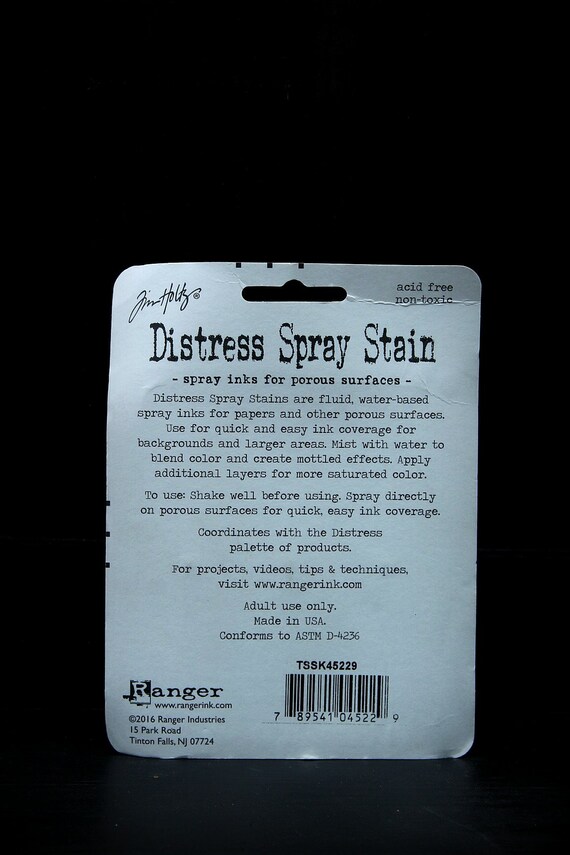 Tim Holtz®
acid free
non-toxic
Distress Spray Stain
- spray inks for porous surfaces -
Distress Spray Stains are fluid, water-based
spray inks for papers and other porous surfaces.
Use for quick and easy ink coverage for
backgrounds and larger areas. Mist with water to
blend color and create mottled effects. Apply
additional layers for more saturated color.
To use: Shake well before using. Spray directly
on porous surfaces for quick, easy ink coverage.
Coordinates with the Distress
palette of products.
For projects, videos, tips & techniques,
visit www.rangerink.com
Adult use only.
Made in USA.
Conforms to ASTM D-4236
TSSK45229
7 89541 04522 9
Ranger
www.rangerink.com
©2016 Ranger Industries
15 Park Road
Tinton Falls, NJ 07724